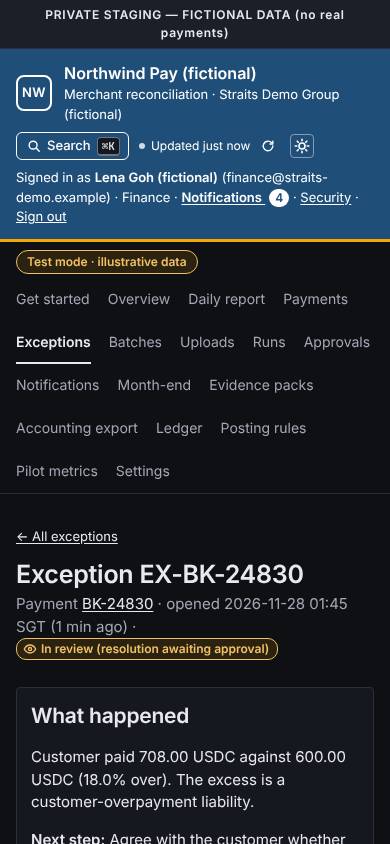 PRIVATE STAGING — FICTIONAL DATA (no real
payments)
NW
Northwind Pay (fictional)
Merchant reconciliation · Straits Demo Group
(fictional)
Search ⌘K Updated just now
Signed in as Lena Goh (fictional) (finance@straits-
demo.example) · Finance · Notifications 4 · Security ·
Sign out
Test mode · illustrative data
Get started Overview Daily report Payments
Exceptions Batches Uploads Runs Approvals
Notifications Month-end Evidence packs
Accounting export Ledger Posting rules
Pilot metrics Settings
← All exceptions
Exception EX-BK-24830
Payment BK-24830 · opened 2026-11-28 01:45
SGT (1 min ago) ·
In review (resolution awaiting approval)
What happened
Customer paid 708.00 USDC against 600.00
USDC (18.0% over). The excess is a
customer-overpayment liability.
Next step: Agree with the customer whether